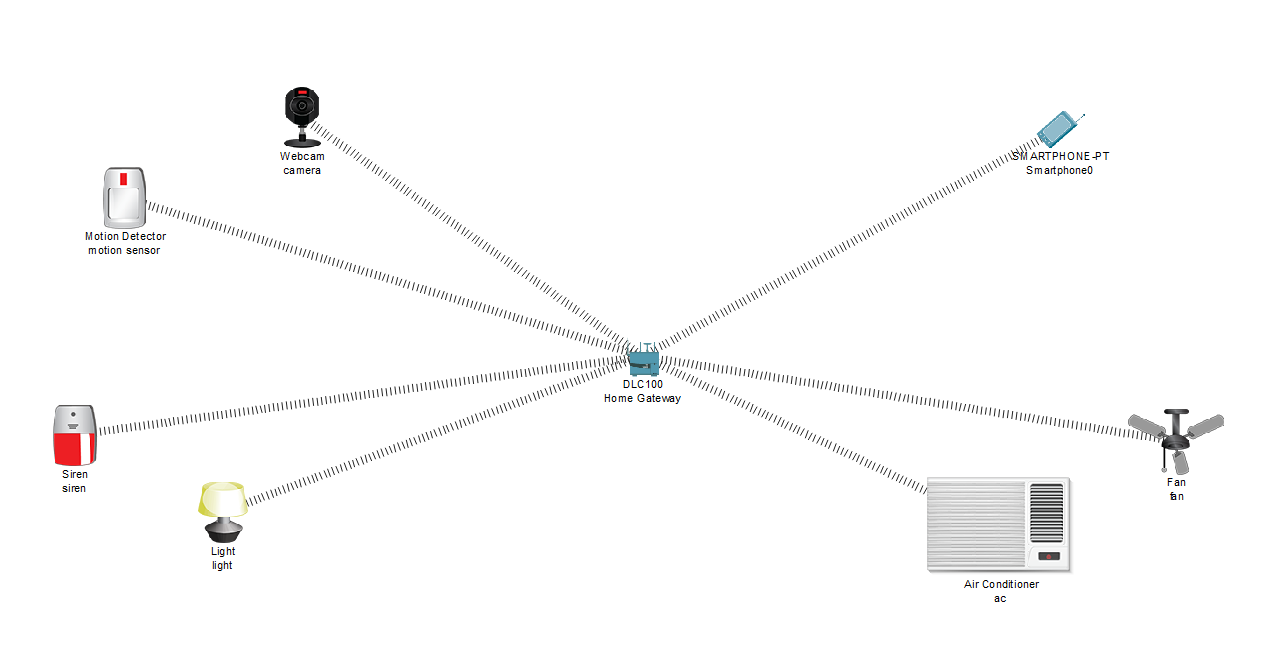 Webcam
camera
SMARTPHONE-PT
Smartphone0
Motion Detector
motion sensor
DLC100
Home Gateway
Siren
siren
Fan
fan
Light
light
Air Conditioner
ac